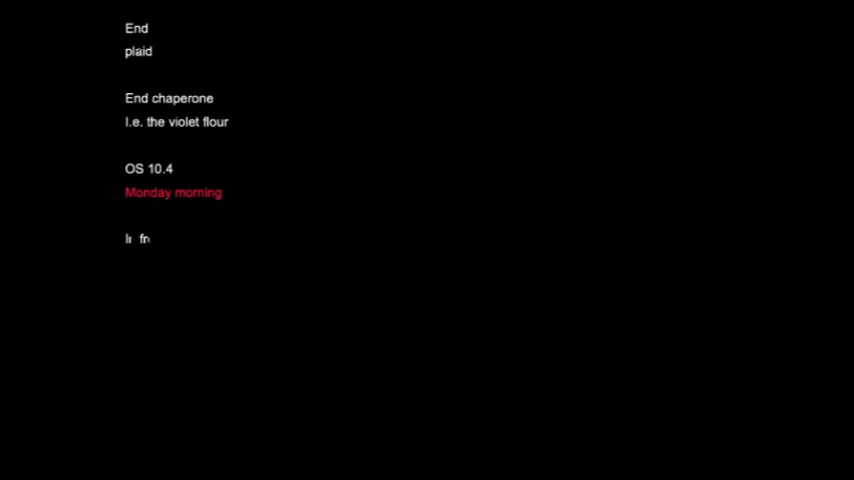 End
plaid
End chaperone
I.e. the violet flour
OS 10.4
Monday morning